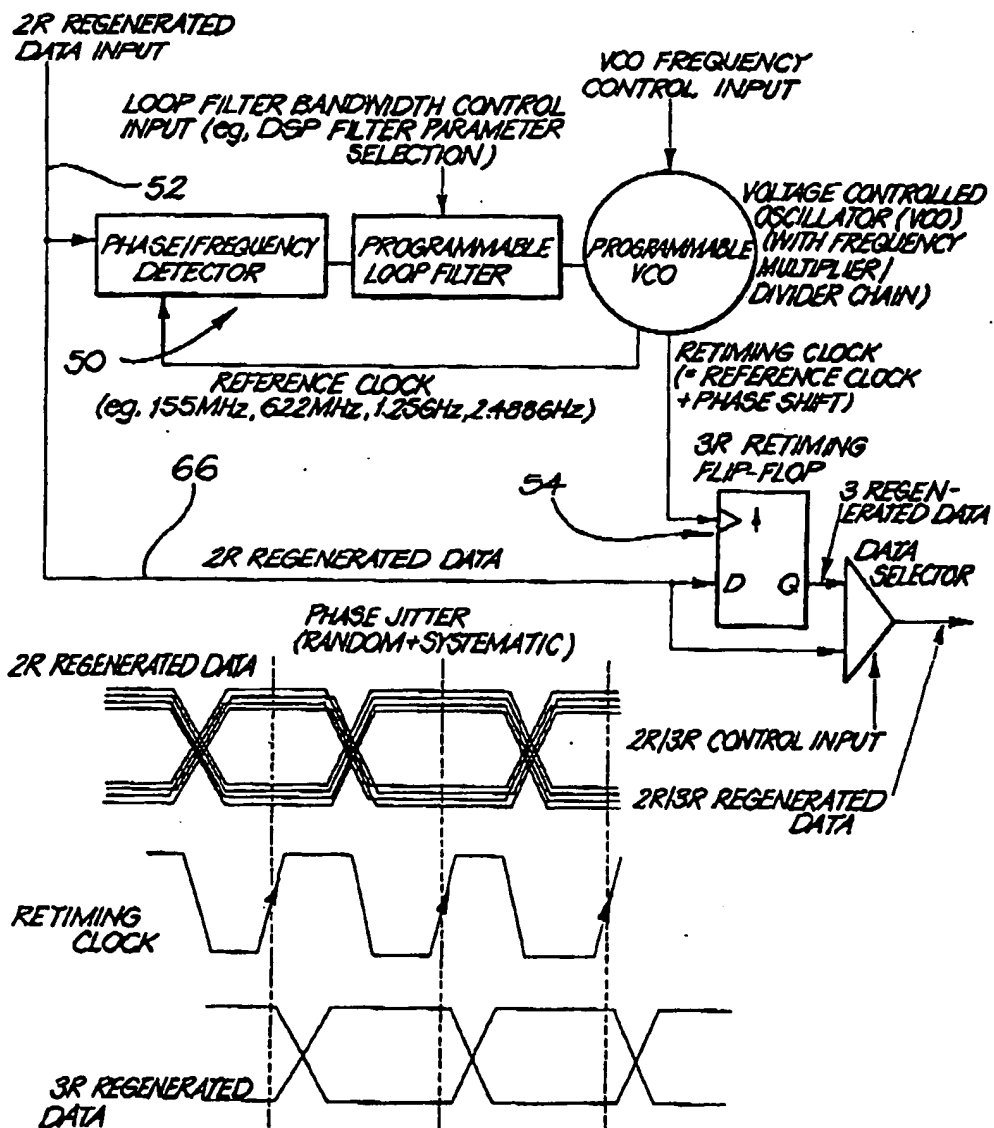 2R REGENERATED
DATA INPUT
VCO FREQUENCY
CONTROL INPUT
LOOP FILTER BANDWIDTH CONTROL
INPUT (eg, DSP FILTER PARAMETER
SELECTION)
52
PHASE/FREQUENCY
DETECTOR
PROGRAMMABLE
LOOP FILTER
PROGRAMMABLE
VCO
VOLTAGE CONTROLLED
OSCILLATOR (VCO)
(WITH FREQUENCY
MULTIPLIER/
DIVIDER CHAIN)
50
REFERENCE CLOCK
(eg. 155MHz, 622MHz, 1.25GHz, 2.488GHz)
RETIMING CLOCK
(= REFERENCE CLOCK
+PHASE SHIFT)
3R RETIMING
FLIP-FLOP
66
54
3 REGEN-
ERATED DATA
DATA
SELECTOR
2R REGENERATED DATA
D Q
PHASE JITTER
(RANDOM+SYSTEMATIC)
2R REGENERATED DATA
2R/3R CONTROL INPUT
2R/3R REGENERATED
DATA
RETIMING
CLOCK
3R REGENERATED
DATA